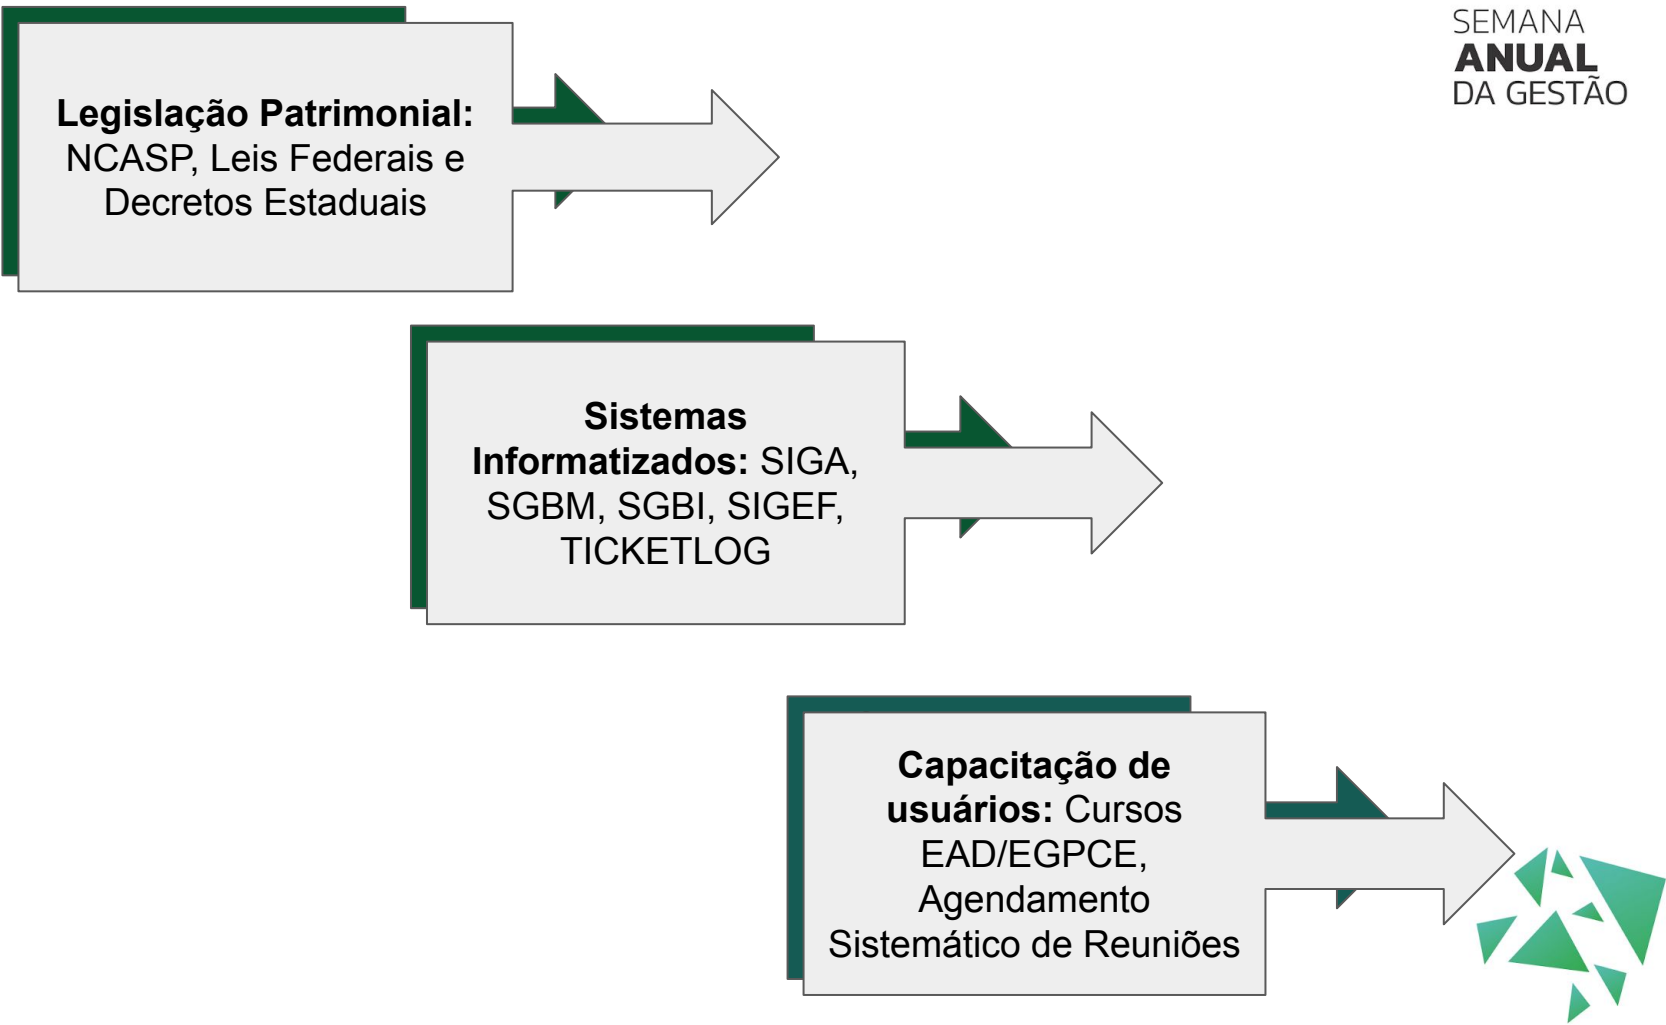 SEMANA
ANUAL
DA GESTÃO
Legislação Patrimonial:
NCASP, Leis Federais e
Decretos Estaduais
Sistemas
Informatizados: SIGA,
SGBM, SGBI, SIGEF,
TICKETLOG
Capacitação de
usuários: Cursos
EAD/EGPCE,
Agendamento
Sistemático de Reuniões